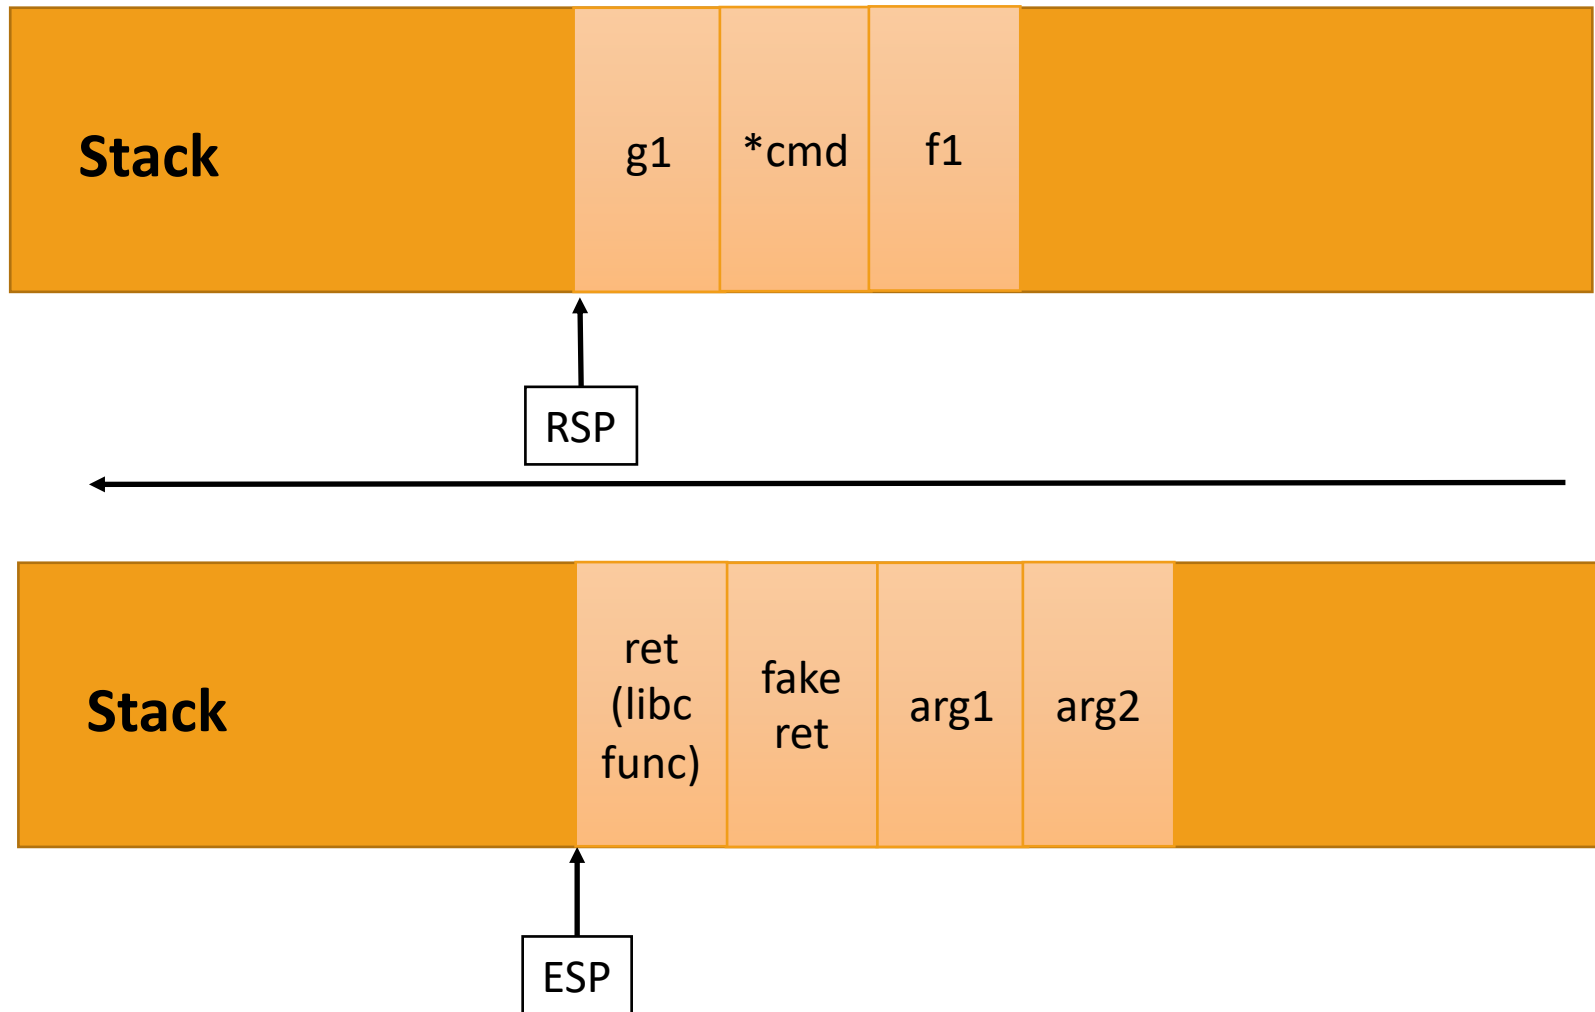 Stack
g1
*cmd
f1
RSP
Stack
ret
(libc
func)
fake
ret
arg1
arg2
ESP